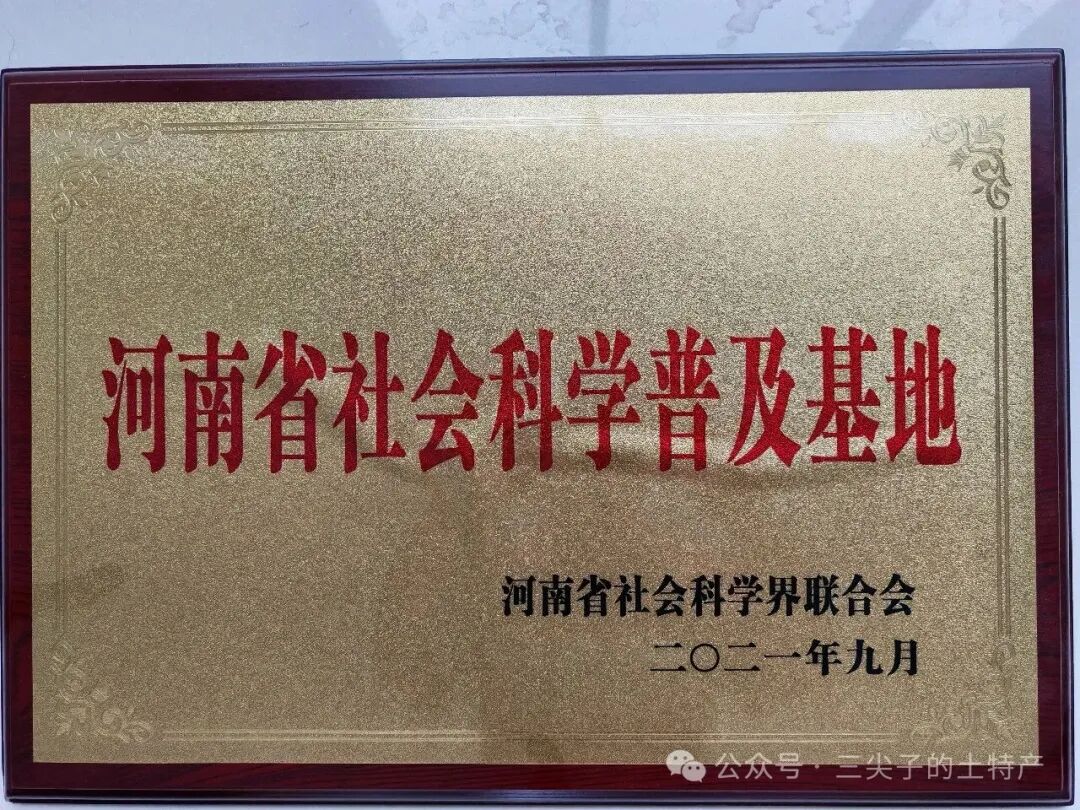 河南省社会科学普及基地
河南省社会科学界联合会
二〇二一年九月
公众号·三尖子的土特产